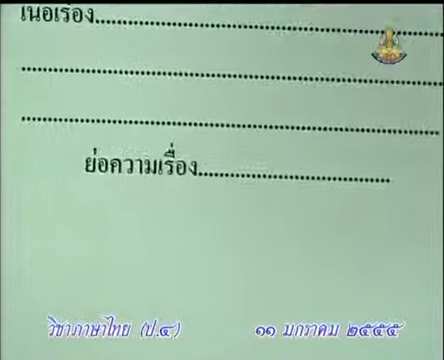 เนื้อเรื่อง........................................................
................................................................................
................................................................................
ย่อความเรื่อง........................................
วิชาภาษาไทย (ป.๔) ๑๑ มกราคม ๒๕๕๕